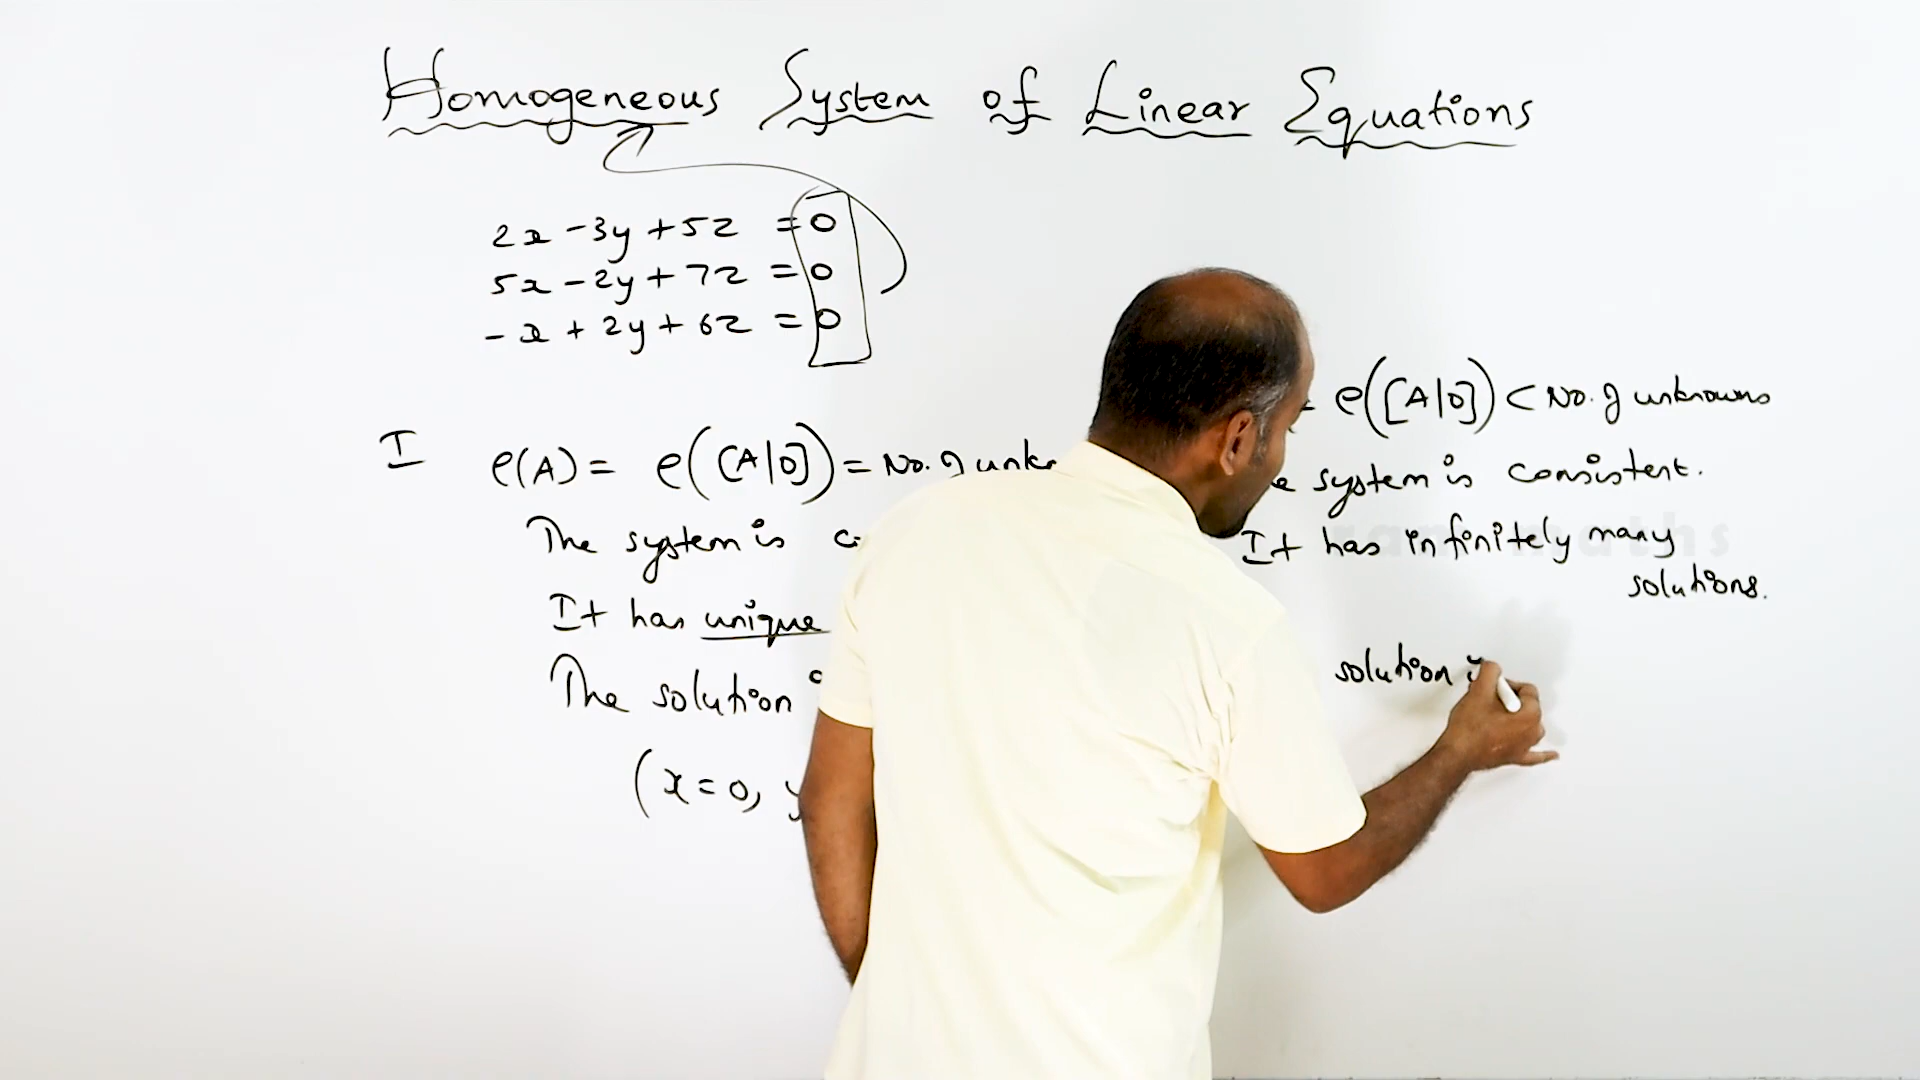 Homogeneous System of Linear Equations
2x - 3y + 5z = 0
5x - 2y + 7z = 0
- x + 2y + 6z = 0
I ρ(A) = ρ([A|0]) = No. of
The system is
It has unique
The solution
(x=0, y
ρ([A|0]) < No. of unknowns
system is consistent.
It has infinitely many
solutions.
solution